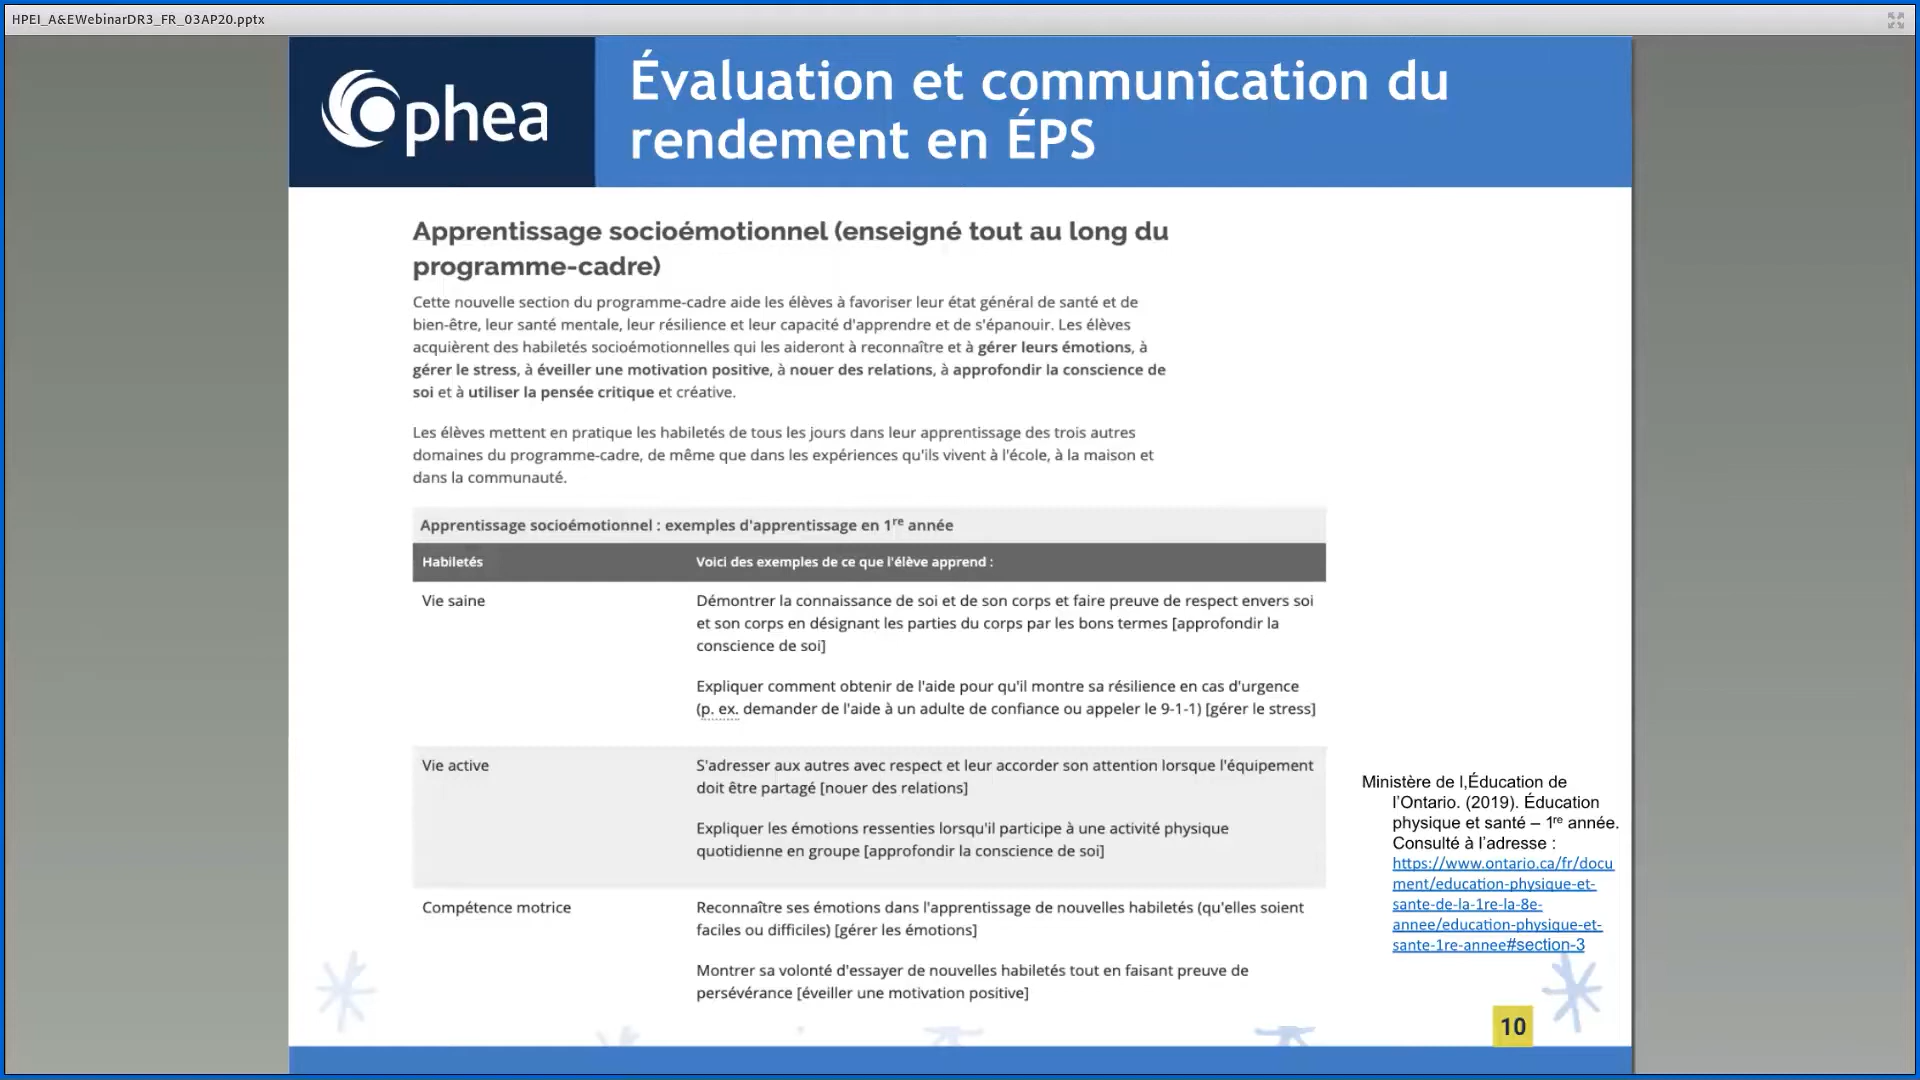 HPEI_A&EWebinarDR3_FR_03AP20.pptx
Ophea
Évaluation et communication du
rendement en ÉPS
Apprentissage socioémotionnel (enseigné tout au long du
programme-cadre)
Cette nouvelle section du programme-cadre aide les élèves à favoriser leur état général de santé et de
bien-être, leur santé mentale, leur résilience et leur capacité d'apprendre et de s'épanouir. Les élèves
acquièrent des habiletés socioémotionnelles qui les aideront à reconnaître et à gérer leurs émotions, à
gérer le stress, à éveiller une motivation positive, à nouer des relations, à approfondir la conscience de
soi et à utiliser la pensée critique et créative.
Les élèves mettent en pratique les habiletés de tous les jours dans leur apprentissage des trois autres
domaines du programme-cadre, de même que dans les expériences qu'ils vivent à l'école, à la maison et
dans la communauté.
Apprentissage socioémotionnel : exemples d'apprentissage en 1re année
Habiletés
Voici des exemples de ce que l'élève apprend :
Vie saine
Démontrer la connaissance de soi et de son corps et faire preuve de respect envers soi
et son corps en désignant les parties du corps par les bons termes [approfondir la
conscience de soi]
Expliquer comment obtenir de l'aide pour qu'il montre sa résilience en cas d'urgence
(p. ex. demander de l'aide à un adulte de confiance ou appeler le 9-1-1) [gérer le stress]
Vie active
S'adresser aux autres avec respect et leur accorder son attention lorsque l'équipement
doit être partagé [nouer des relations]
Expliquer les émotions ressenties lorsqu'il participe à une activité physique
quotidienne en groupe [approfondir la conscience de soi]
Compétence motrice
Reconnaître ses émotions dans l'apprentissage de nouvelles habiletés (qu'elles soient
faciles ou difficiles) [gérer les émotions]
Montrer sa volonté d'essayer de nouvelles habiletés tout en faisant preuve de
persévérance [éveiller une motivation positive]
Ministère de l,Éducation de
l’Ontario. (2019). Éducation
physique et santé – 1re année.
Consulté à l’adresse :
https://www.ontario.ca/fr/docu
ment/education-physique-et-
sante-de-la-1re-la-8e-
annee/education-physique-et-
sante-1re-annee#section-3
10